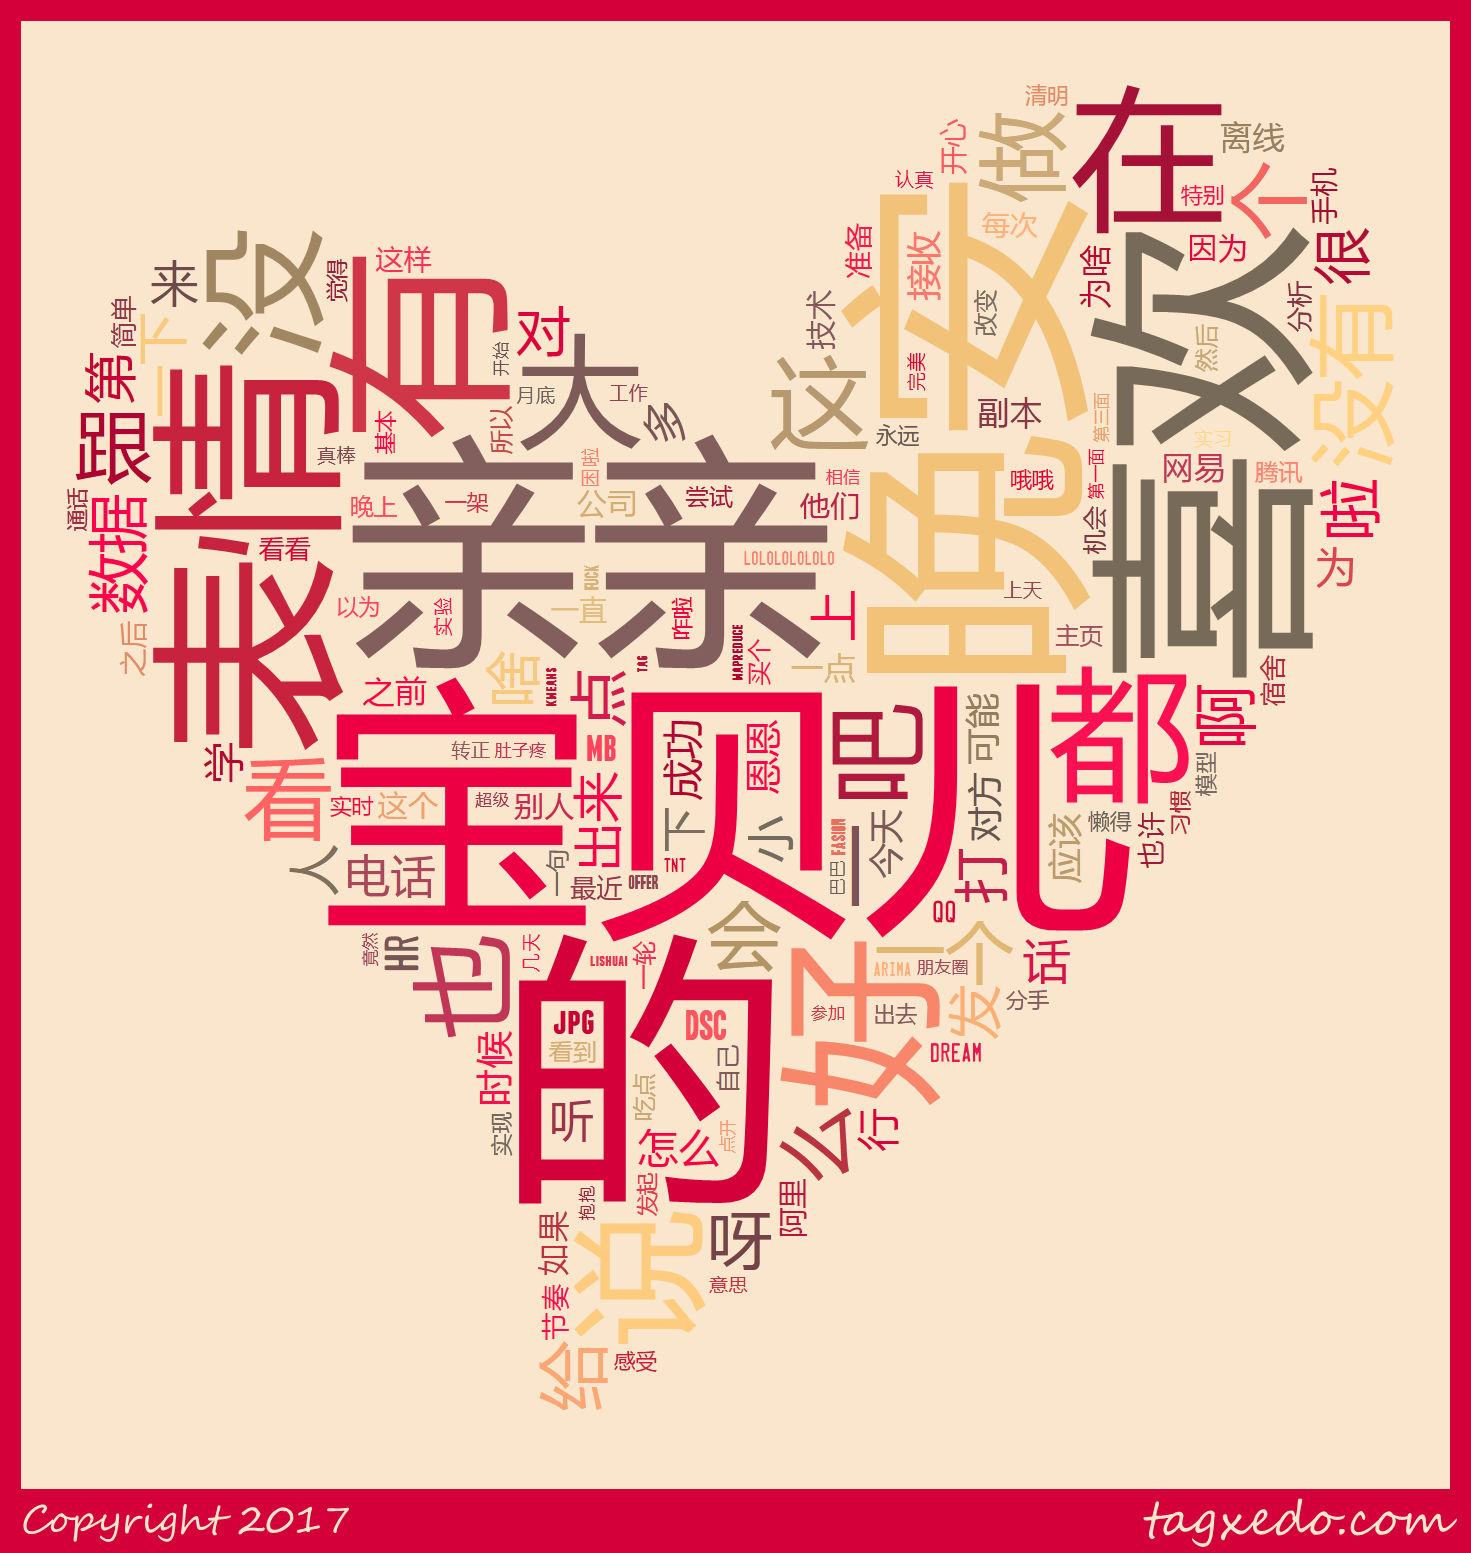 清明
在
离线
做
开心
认真
特别
个
手机
每次
因为
很
没
来
觉得
这样
有
准备
接收
安
为啥
欢
分析
没有
简单
一下
第
对
开始
大
技术
改变
然后
这
完美
月底
工作
表情
跟
基本
所以
多
副本
永远
第三面
实习
真棒
晚上
一架
亲亲
困啦
公司
尝试
相信
他们
晚
哦哦
第一面
网易
腾讯
喜
啦
通话
数据
看看
LOLOLOLOLOLO
机会
为
以为
实验
FUCK
一直
咋啦
上
上天
之后
MAPREDUCE
买个
一点
主页
宿舍
之前
啥
KMEANS
点
TAG
宝贝儿
吧
可能
都
啊
学
看
转正
肚子疼
MB
成功
恩恩
模型
实时
这个
超级
别人
出来
下
小
FASION
今天
对方
应该
懒得
也许
习惯
人
电话
一句
最近
OFFER
TNT
巴巴
一
打
QQ
竟然
HR
也
几天
LISHUAI
一轮
会
好
ARIMA
一个
朋友圈
话
的
JPG
看到
DSC
参加
出去
发
分手
DREAM
时候
自己
吃点
实现
听
怎么
点开
么
行
抱抱
发起
阿里
如果
说
呀
意思
节奏
给
感受
Copyright 2017
tagxedo.com